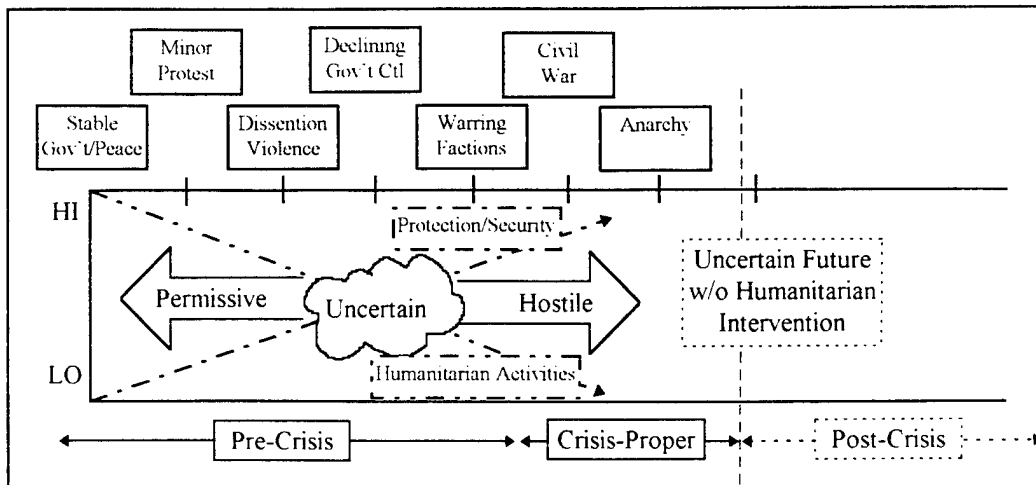 Minor
Protest
Declining
Gov't Ctl
Civil
War
Stable
Gov't/Peace
Dissention
Violence
Warring
Factions
Anarchy
HI
Protection/Security
Permissive
Uncertain
Hostile
Uncertain Future
w/o Humanitarian
Intervention
LO
Humanitarian Activities
Pre-Crisis
Crisis-Proper
Post-Crisis